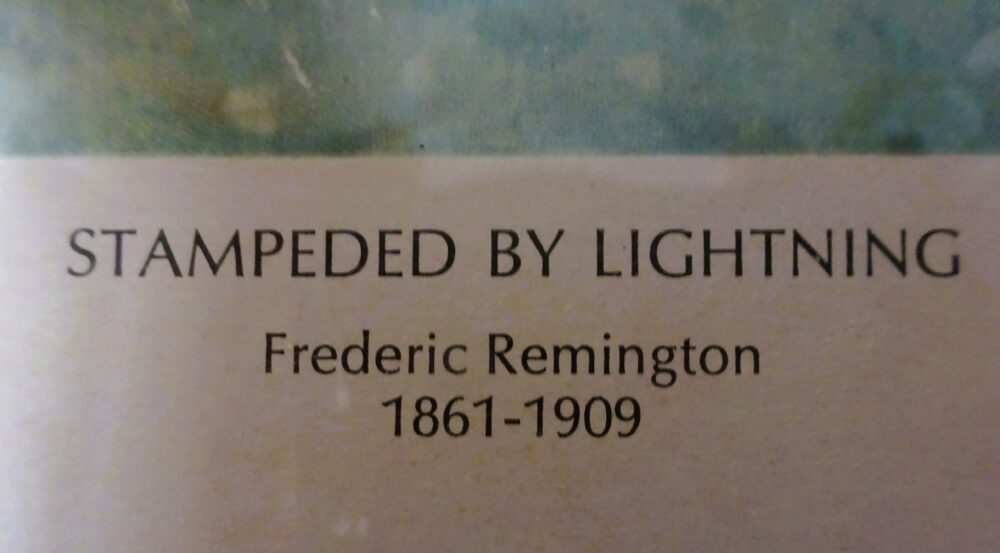 STAMPEDED BY LIGHTNING
Frederic Remington
1861-1909